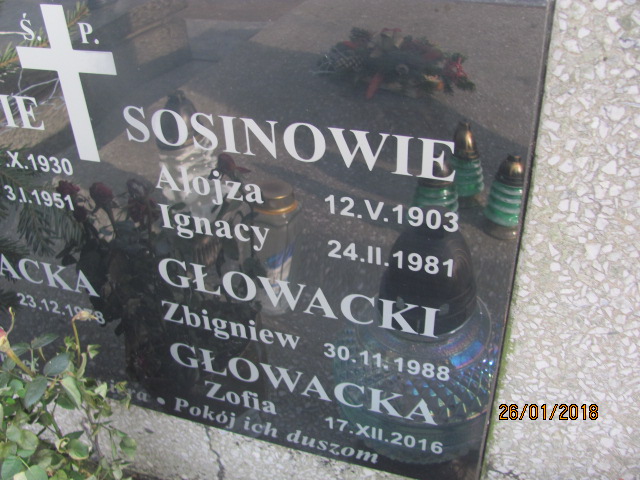 Ś. P.
IE
X.1930
3.I.1951
ACKA
23.12.
SOSINOWIE
Alojza 12.V.1903
Ignacy 24.II.1981
GŁOWACKI
Zbigniew 30.11.1988
GŁOWACKA
Zofia 17.XII.2016
• Pokój ich duszom
26/01/2018